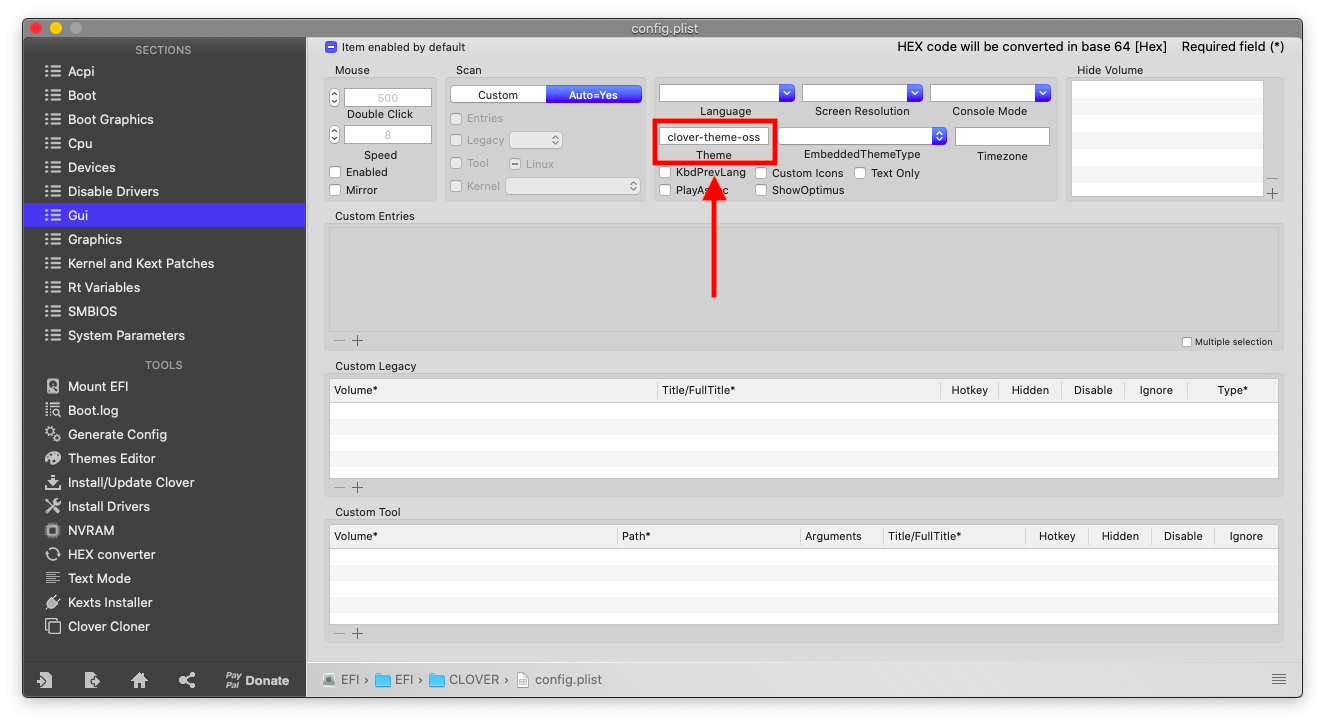 config.plist
SECTIONS
Acpi
Boot
Boot Graphics
Cpu
Devices
Disable Drivers
Gui
Graphics
Kernel and Kext Patches
Rt Variables
SMBIOS
System Parameters
TOOLS
Mount EFI
Boot.log
Generate Config
Themes Editor
Install/Update Clover
Install Drivers
NVRAM
HEX converter
Text Mode
Kexts Installer
Clover Cloner
Pay Pal Donate
Item enabled by default
HEX code will be converted in base 64 [Hex] Required field (*)
Mouse
500
Double Click
8
Speed
Enabled
Mirror
Scan
Custom Auto=Yes
Entries
Legacy
Tool Linux
Kernel
Language Screen Resolution Console Mode
clover-theme-oss
Theme EmbeddedThemeType Timezone
KbdPrevLang Custom Icons Text Only
ShowOptimus
Hide Volume
Custom Entries
Multiple selection
Custom Legacy
Volume* Title/FullTitle* Hotkey Hidden Disable Ignore Type*
Custom Tool
Volume* Path* Arguments Title/FullTitle* Hotkey Hidden Disable Ignore
EFI › EFI › CLOVER › config.plist